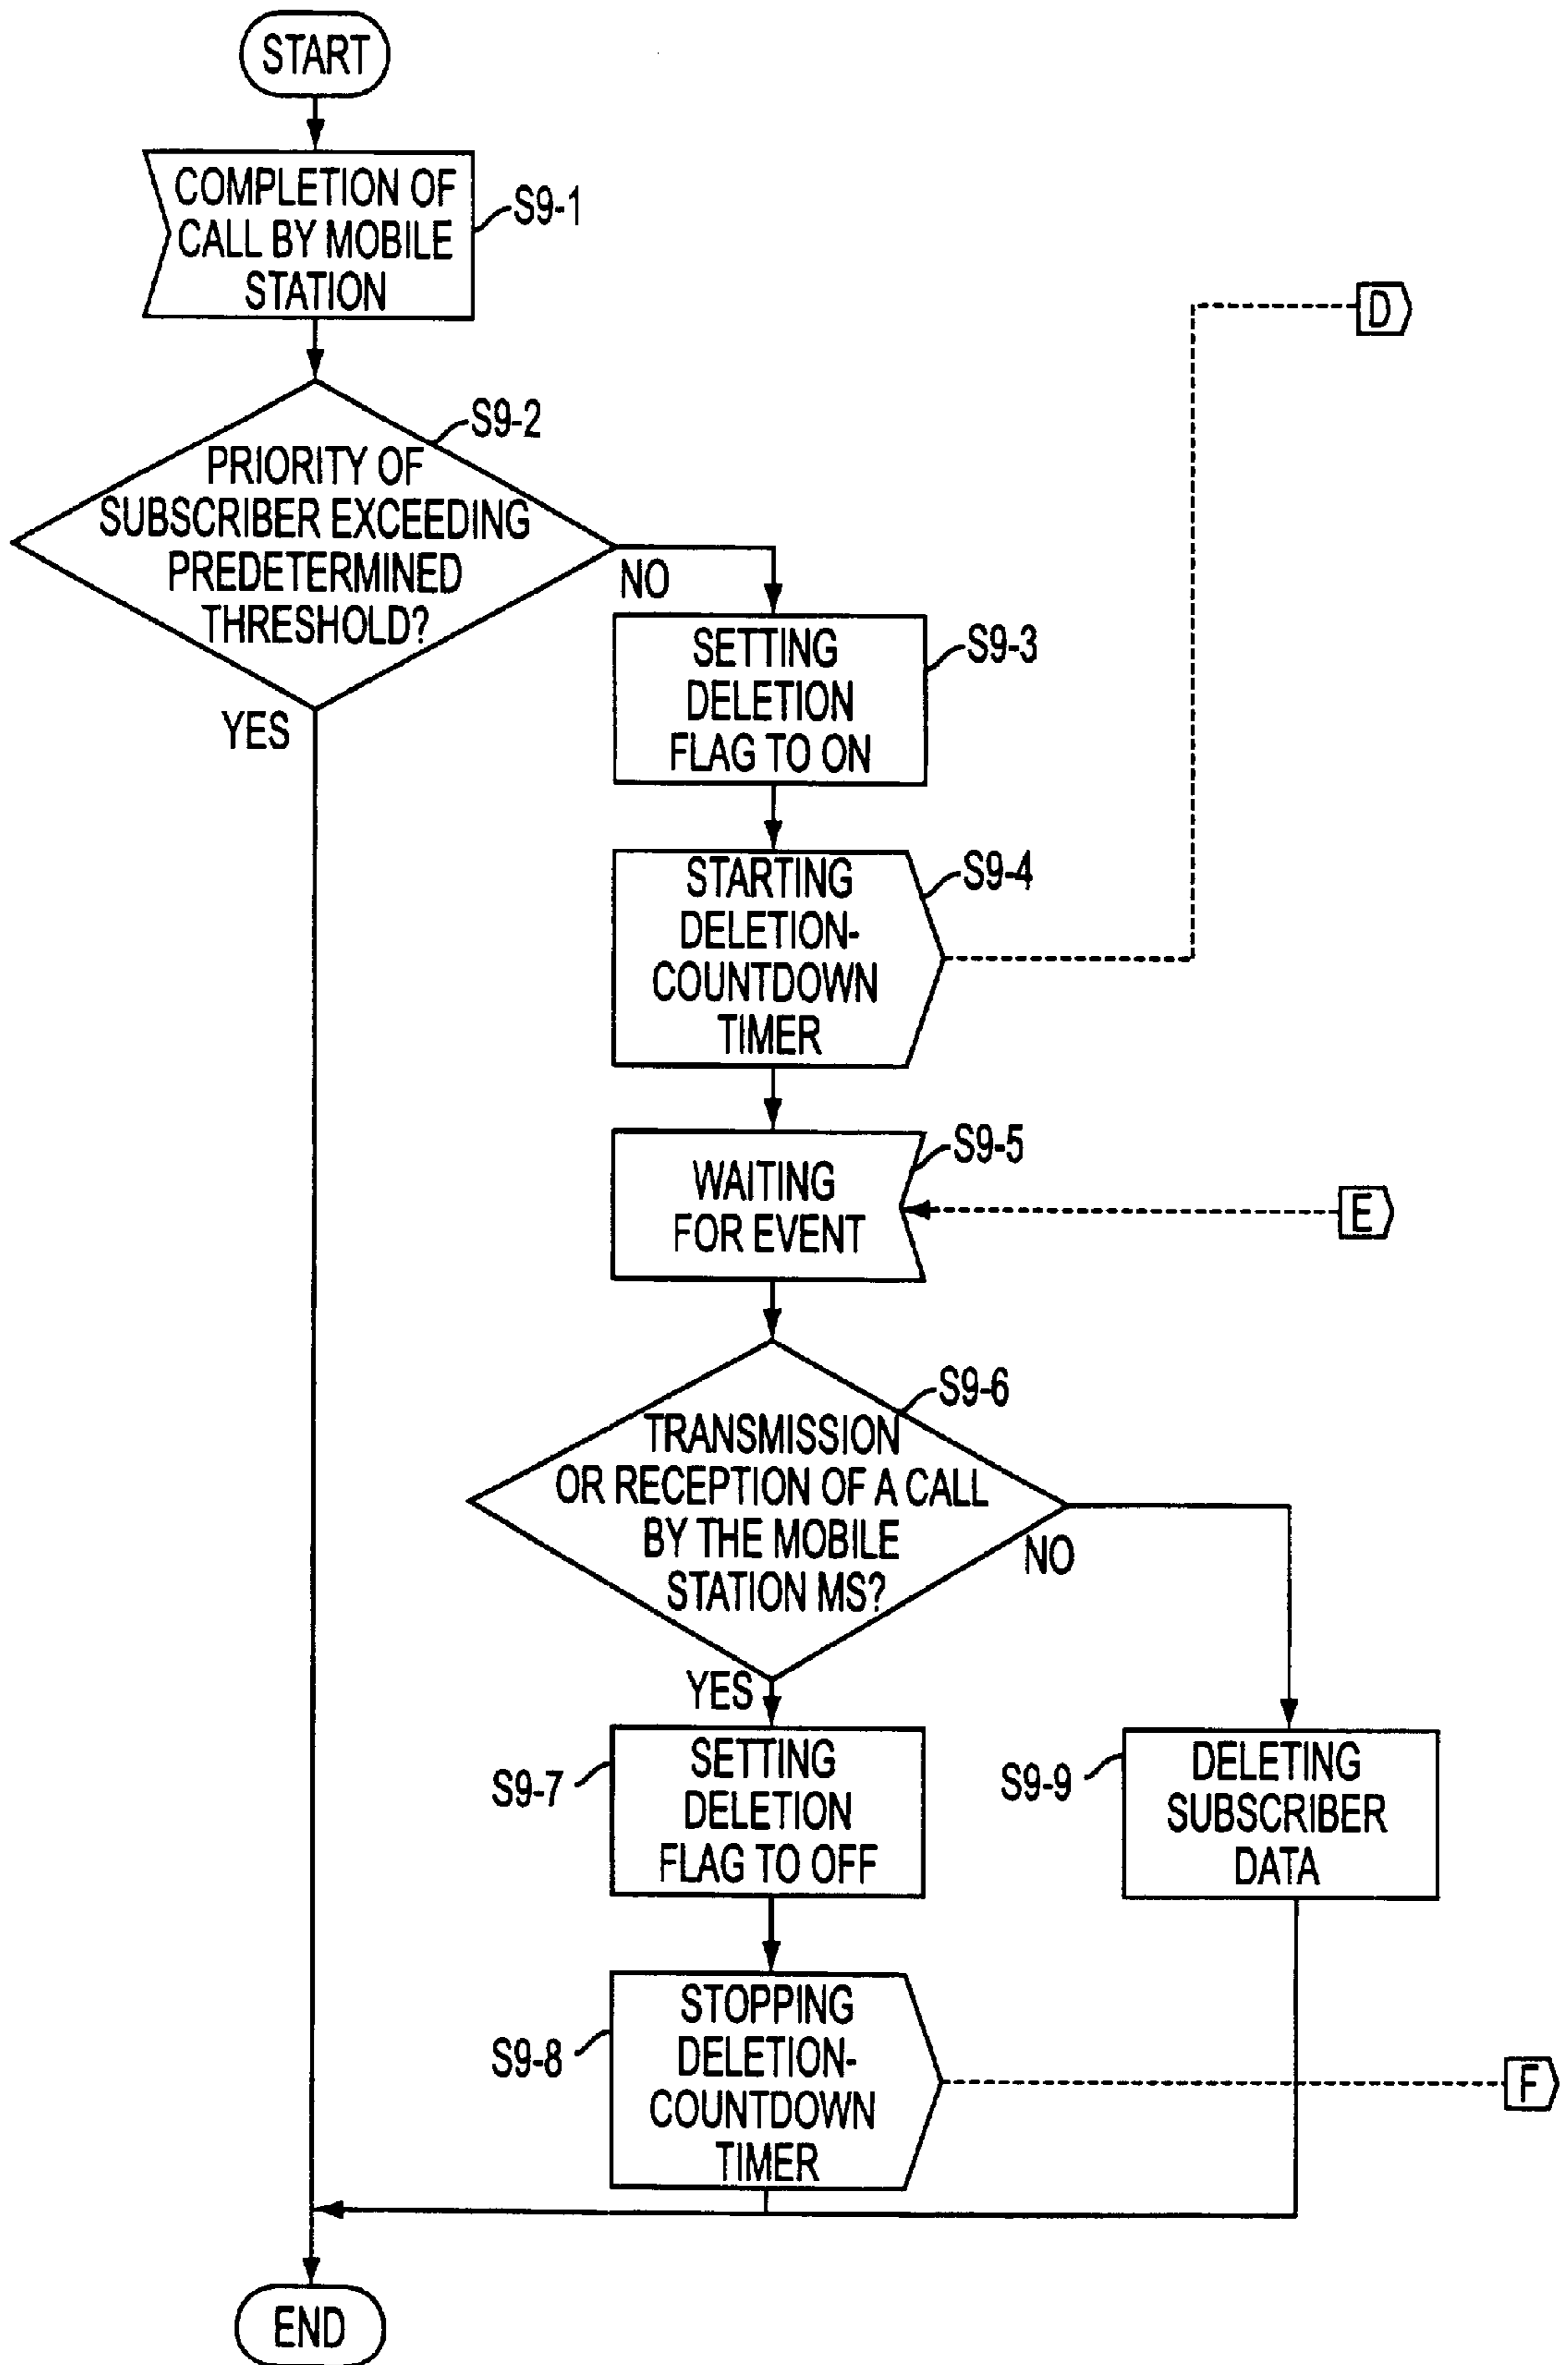 START
COMPLETION OF
CALL BY MOBILE
STATION
S9-1
D
S9-2
PRIORITY OF
SUBSCRIBER EXCEEDING
PREDETERMINED
THRESHOLD?
NO
YES
SETTING
DELETION
FLAG TO ON
S9-3
STARTING
DELETION-
COUNTDOWN
TIMER
S9-4
WAITING
FOR EVENT
S9-5
E
S9-6
TRANSMISSION
OR RECEPTION OF A CALL
BY THE MOBILE
STATION MS?
NO
YES
S9-7
SETTING
DELETION
FLAG TO OFF
S9-9
DELETING
SUBSCRIBER
DATA
S9-8
STOPPING
DELETION-
COUNTDOWN
TIMER
F
END